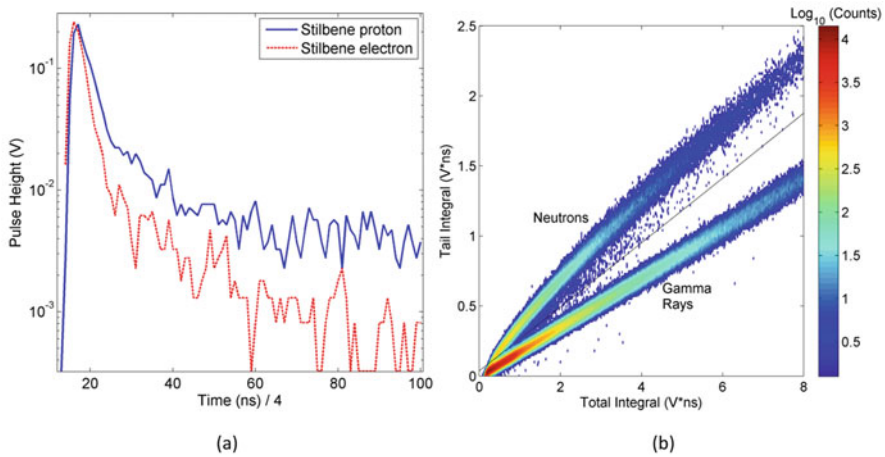 Stilbene proton
Stilbene electron
10⁻¹
10⁻²
10⁻³
Pulse Height (V)
20 40 60 80 100
Time (ns) / 4
(a)
Log₁₀ (Counts)
2.5
2
1.5
1
0.5
0
Tail Integral (V*ns)
Neutrons
Gamma
Rays
0 2 4 6 8
Total Integral (V*ns)
4
3.5
3
2.5
2
1.5
1
0.5
(b)